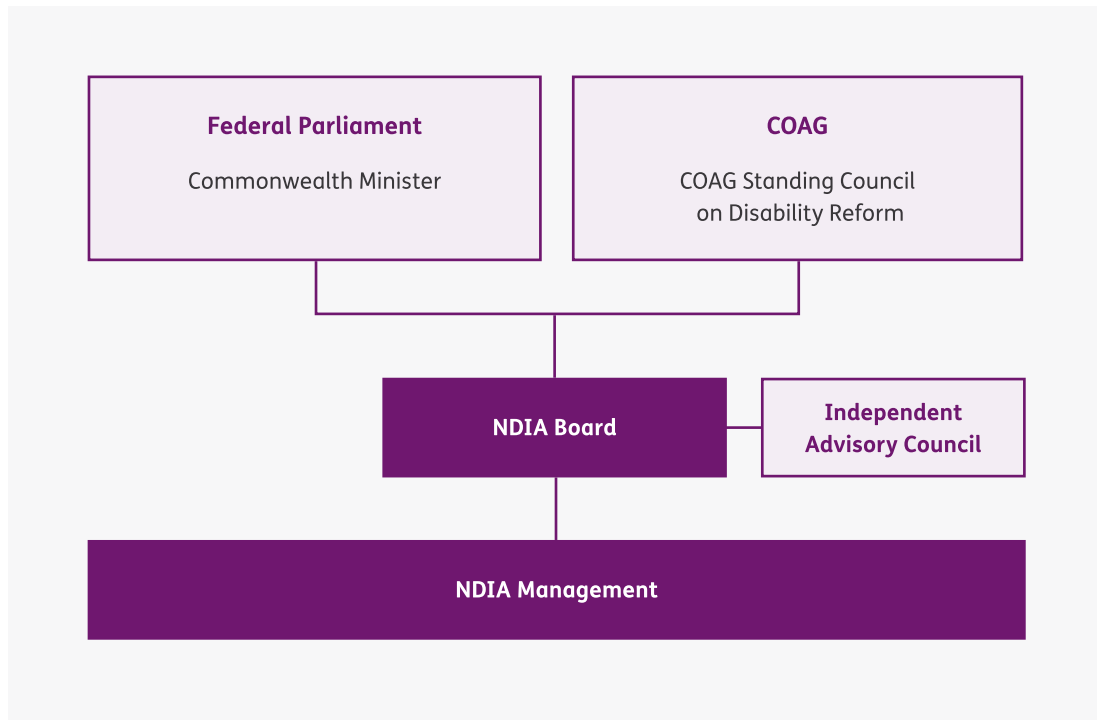 Federal Parliament
Commonwealth Minister
COAG
COAG Standing Council
on Disability Reform
NDIA Board
Independent
Advisory Council
NDIA Management